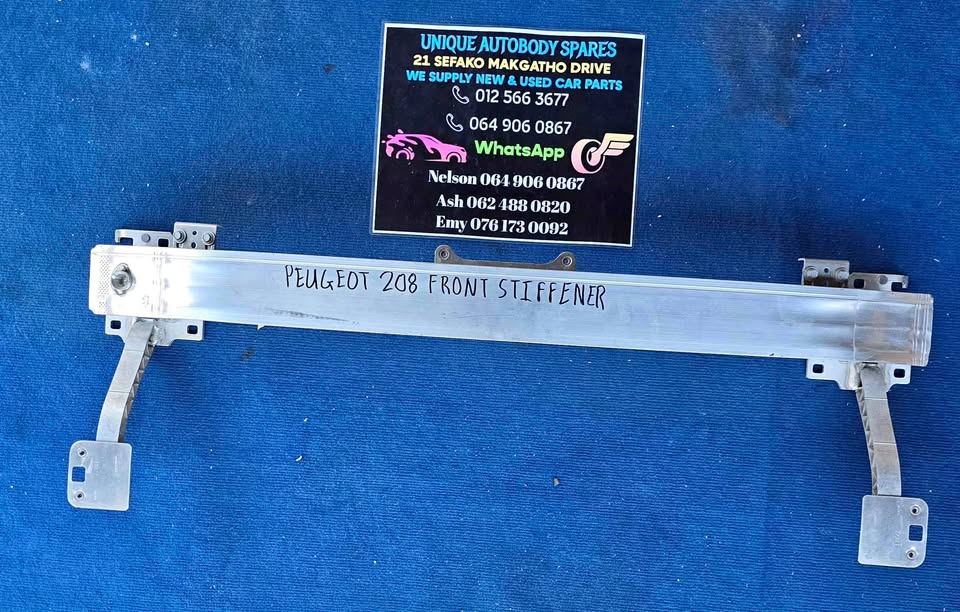 UNIQUE AUTOBODY SPARES
21 SEFAKO MAKGATHO DRIVE
WE SUPPLY NEW & USED CAR PARTS
012 566 3677
064 906 0867
WhatsApp
Nelson 064 906 0867
Ash 062 488 0820
Emy 076 173 0092
PEUGEOT 208 FRONT STIFFENER